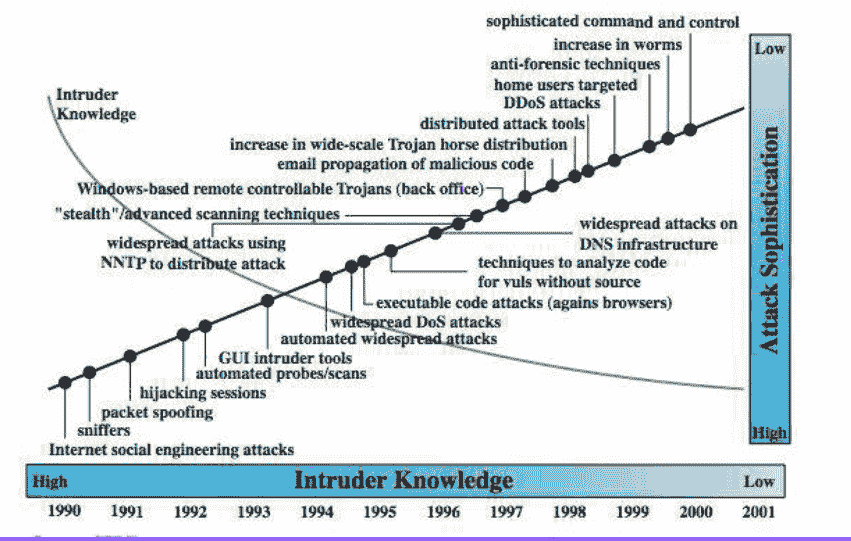 sophisticated command and control
increase in worms
anti-forensic techniques
home users targeted
DDoS attacks
distributed attack tools
increase in wide-scale Trojan horse distribution
email propagation of malicious code
Windows-based remote controllable Trojans (back office)
"stealth"/advanced scanning techniques
widespread attacks using
NNTP to distribute attack
Intruder
Knowledge
widespread attacks on
DNS infrastructure
techniques to analyze code
for vuls without source
executable code attacks (agains browsers)
widespread DoS attacks
automated widespread attacks
GUI intruder tools
automated probes/scans
hijacking sessions
packet spoofing
sniffers
Internet social engineering attacks
Low
Attack Sophistication
High
High
Intruder Knowledge
Low
1990 1991 1992 1993 1994 1995 1996 1997 1998 1999 2000 2001